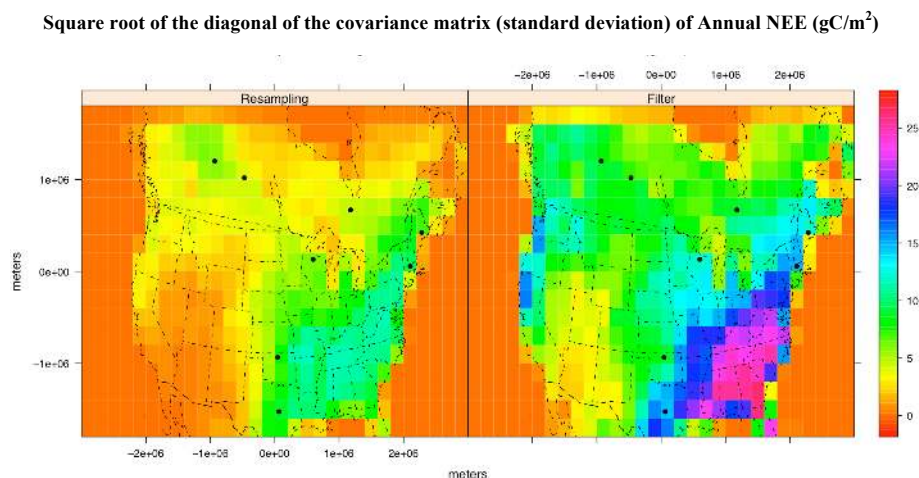 Square root of the diagonal of the covariance matrix (standard deviation) of Annual NEE (gC/m²)
−2e+06 −1e+06 0e+00 1e+06 2e+06
Resampling Filter
25
1e+06
20
15
0e+00
meters
10
5
−1e+06
0
−2e+06 −1e+06 0e+00 1e+06 2e+06
meters